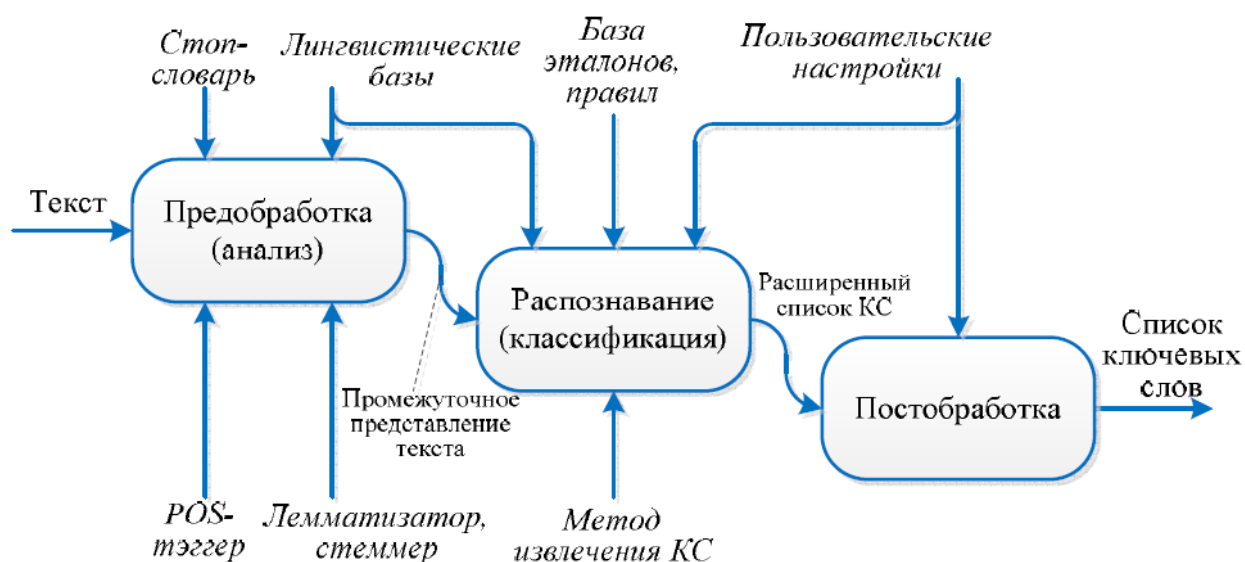 Стоп-
словарь
Лингвистические
базы
База
эталонов,
правил
Пользовательские
настройки
Текст
Предобработка
(анализ)
Распознавание
(классификация)
Расширенный
список КС
Список
ключевых
слов
Постобработка
Промежуточное
представление
текста
POS-
тэггер
Лемматизатор,
стеммер
Метод
извлечения КС